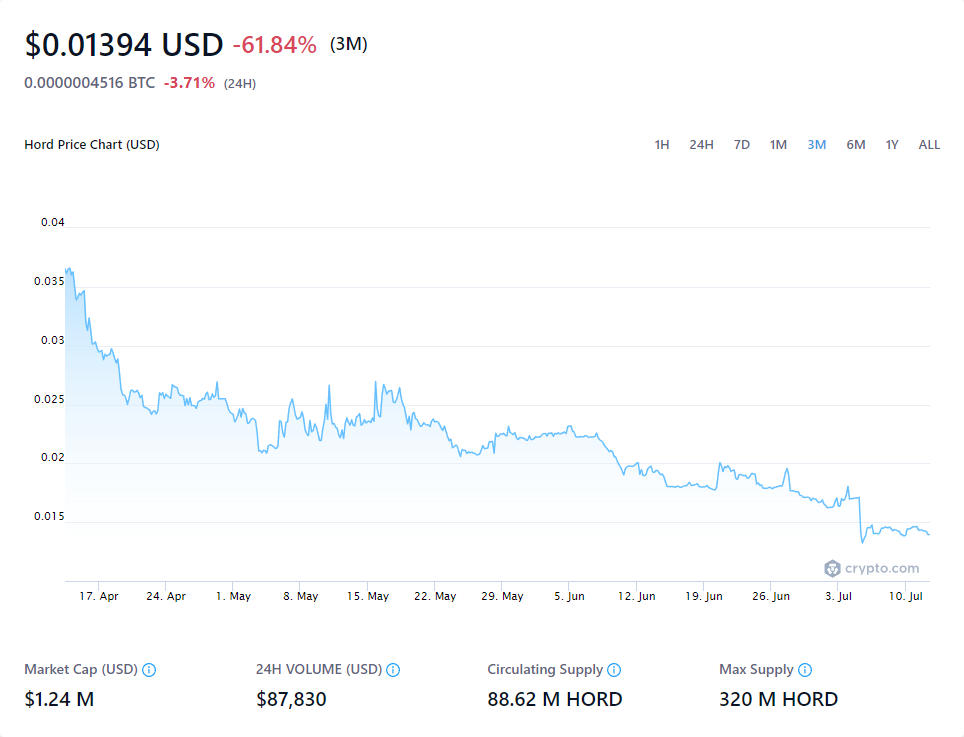 $0.01394 USD -61.84% (3M)
0.0000004516 BTC -3.71% (24H)
Hord Price Chart (USD) 1H 24H 7D 1M 3M 6M 1Y ALL
0.04
0.035
0.03
0.025
0.02
0.015
crypto.com
17. Apr 24. Apr 1. May 8. May 15. May 22. May 29. May 5. Jun 12. Jun 19. Jun 26. Jun 3. Jul 10. Jul
Market Cap (USD) i 24H VOLUME (USD) i Circulating Supply i Max Supply i
$1.24 M $87,830 88.62 M HORD 320 M HORD